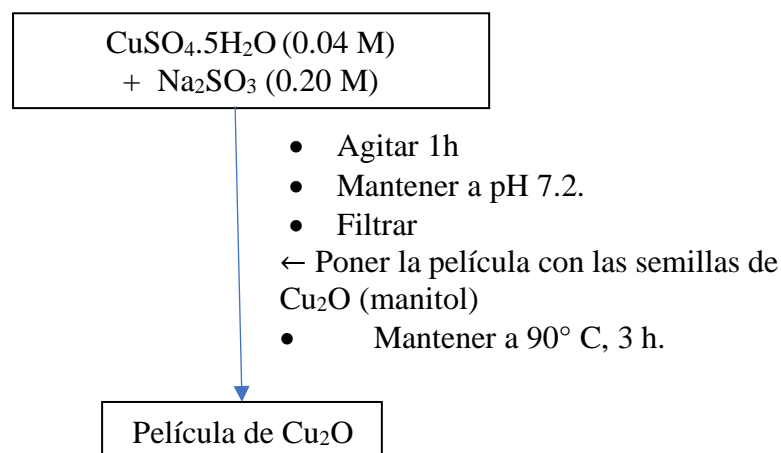 CuSO₄.5H₂O (0.04 M)
+ Na₂SO₃ (0.20 M)
• Agitar 1h
• Mantener a pH 7.2.
• Filtrar
← Poner la película con las semillas de
Cu₂O (manitol)
• Mantener a 90° C, 3 h.
Película de Cu₂O